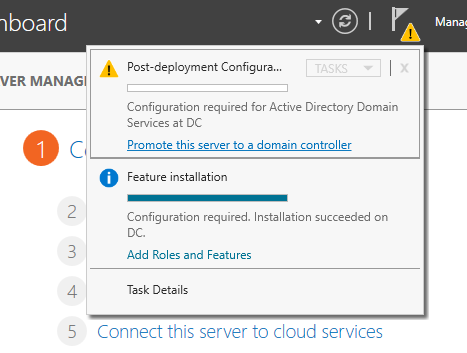 nboard
Manag
VER MANAG
Post-deployment Configura...
TASKS
X
Configuration required for Active Directory Domain
Services at DC
Promote this server to a domain controller
1
Feature installation
Configuration required. Installation succeeded on
DC.
Add Roles and Features
2
3
4
Task Details
5 Connect this server to cloud services